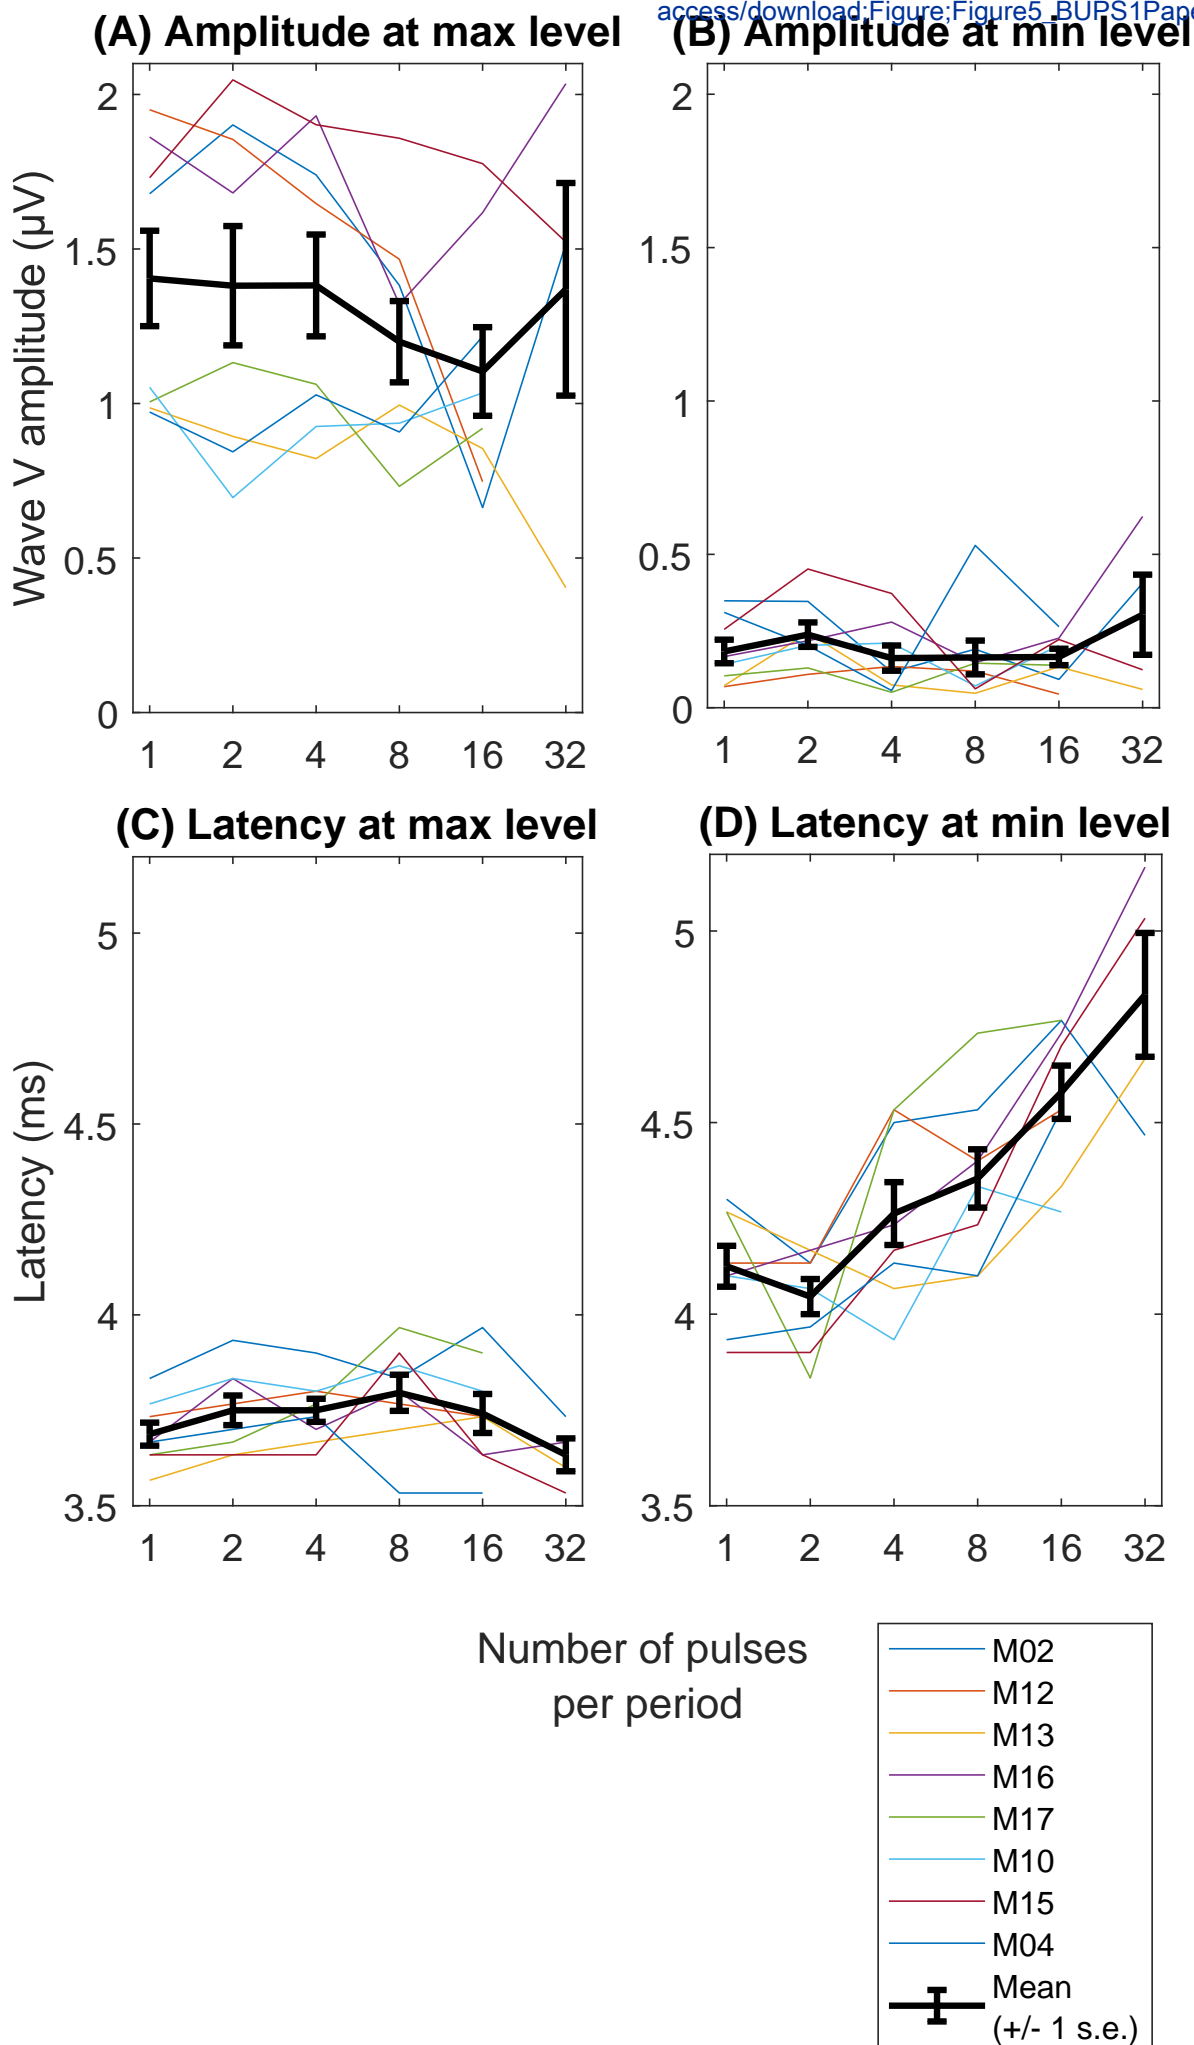 access/download;Figure;Figure5_BUPS1Pape
(A) Amplitude at max level
(B) Amplitude at min level
Wave V amplitude (µV)
2
1.5
1
0.5
0
1 2 4 8 16 32
2
1.5
1
0.5
0
1 2 4 8 16 32
(C) Latency at max level
(D) Latency at min level
Latency (ms)
5
4.5
4
3.5
1 2 4 8 16 32
5
4.5
4
3.5
1 2 4 8 16 32
Number of pulses
per period
M02
M12
M13
M16
M17
M10
M15
M04
Mean
(+/- 1 s.e.)